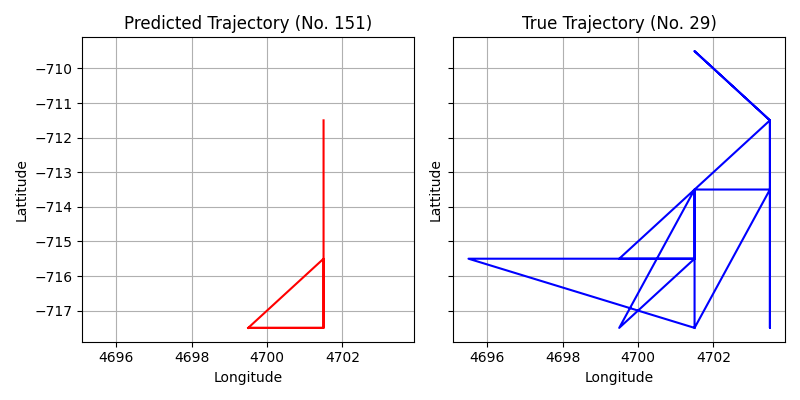 Predicted Trajectory (No. 151)
True Trajectory (No. 29)
Lattitude
−710
−711
−712
−713
−714
−715
−716
−717
4696
4698
4700
4702
Longitude
Lattitude
4696
4698
4700
4702
Longitude